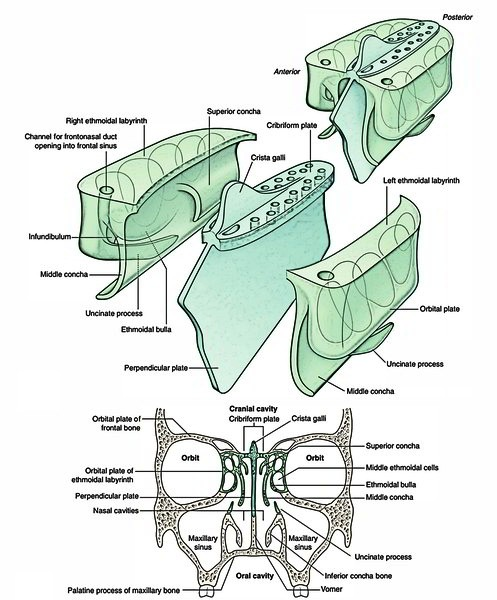 Posterior
Anterior
Superior concha
Right ethmoidal labyrinth
Cribriform plate
Channel for frontonasal duct
opening into frontal sinus
Crista galli
Left ethmoidal labyrinth
Infundibulum
Middle concha
Uncinate process
Ethmoidal bulla
Orbital plate
Uncinate process
Perpendicular plate
Middle concha
Cranial cavity
Cribriform plate
Crista galli
Orbital plate of
frontal bone
Superior concha
Orbit
Orbit
Middle ethmoidal cells
Orbital plate of
ethmoidal labyrinth
Ethmoidal bulla
Perpendicular plate
Middle concha
Nasal cavities
Maxillary
sinus
Maxillary
sinus
Uncinate process
Oral cavity
Inferior concha bone
Palatine process of maxillary bone
Vomer